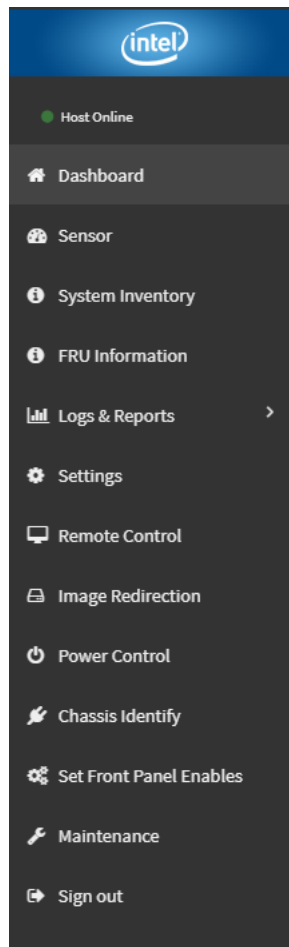 intel
Host Online
Dashboard
Sensor
System Inventory
FRU Information
Logs & Reports
Settings
Remote Control
Image Redirection
Power Control
Chassis Identify
Set Front Panel Enables
Maintenance
Sign out